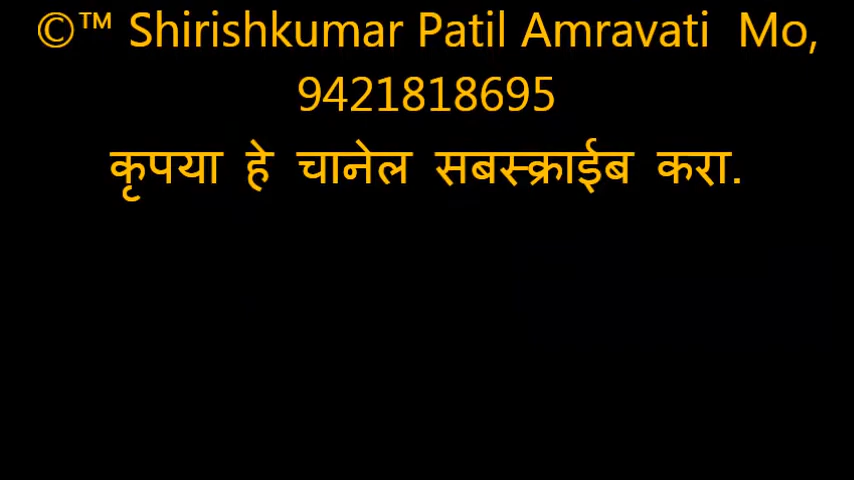 ©™ Shirishkumar Patil Amravati Mo,
9421818695
कृपया हे चानेल सबस्क्राईब करा.